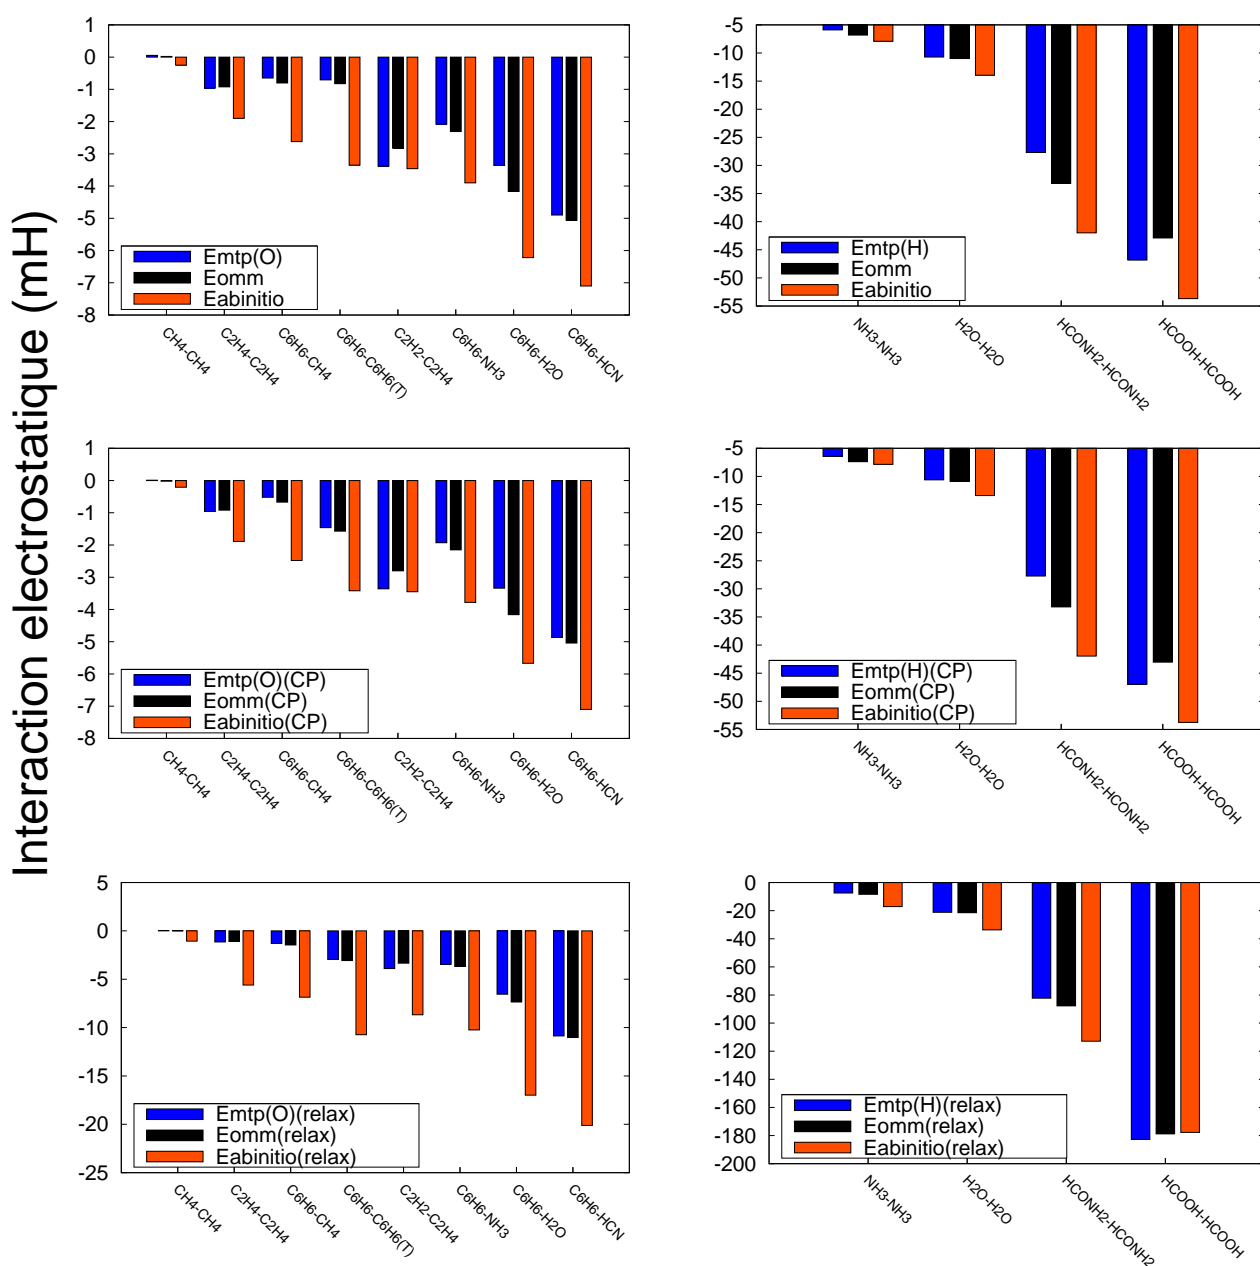 Interaction electrostatique (mH)
1
0
-1
-2
-3
-4
-5
-6
-7
-8
Emtp(O)
Eomm
Eabinitio
CH4-CH4
C2H4-C2H4
C6H6-CH4
C6H6-C6H6(T)
C2H2-C2H4
C6H6-NH3
C6H6-H2O
C6H6-HCN
-5
-10
-15
-20
-25
-30
-35
-40
-45
-50
-55
Emtp(H)
Eomm
Eabinitio
NH3-NH3
H2O-H2O
HCONH2-HCONH2
HCOOH-HCOOH
1
0
-1
-2
-3
-4
-5
-6
-7
-8
Emtp(O)(CP)
Eomm(CP)
Eabinitio(CP)
CH4-CH4
C2H4-C2H4
C6H6-CH4
C6H6-C6H6(T)
C2H2-C2H4
C6H6-NH3
C6H6-H2O
C6H6-HCN
-5
-10
-15
-20
-25
-30
-35
-40
-45
-50
-55
Emtp(H)(CP)
Eomm(CP)
Eabinitio(CP)
NH3-NH3
H2O-H2O
HCONH2-HCONH2
HCOOH-HCOOH
5
0
-5
-10
-15
-20
-25
Emtp(O)(relax)
Eomm(relax)
Eabinitio(relax)
CH4-CH4
C2H4-C2H4
C6H6-CH4
C6H6-C6H6(T)
C2H2-C2H4
C6H6-NH3
C6H6-H2O
C6H6-HCN
0
-20
-40
-60
-80
-100
-120
-140
-160
-180
-200
Emtp(H)(relax)
Eomm(relax)
Eabinitio(relax)
NH3-NH3
H2O-H2O
HCONH2-HCONH2
HCOOH-HCOOH